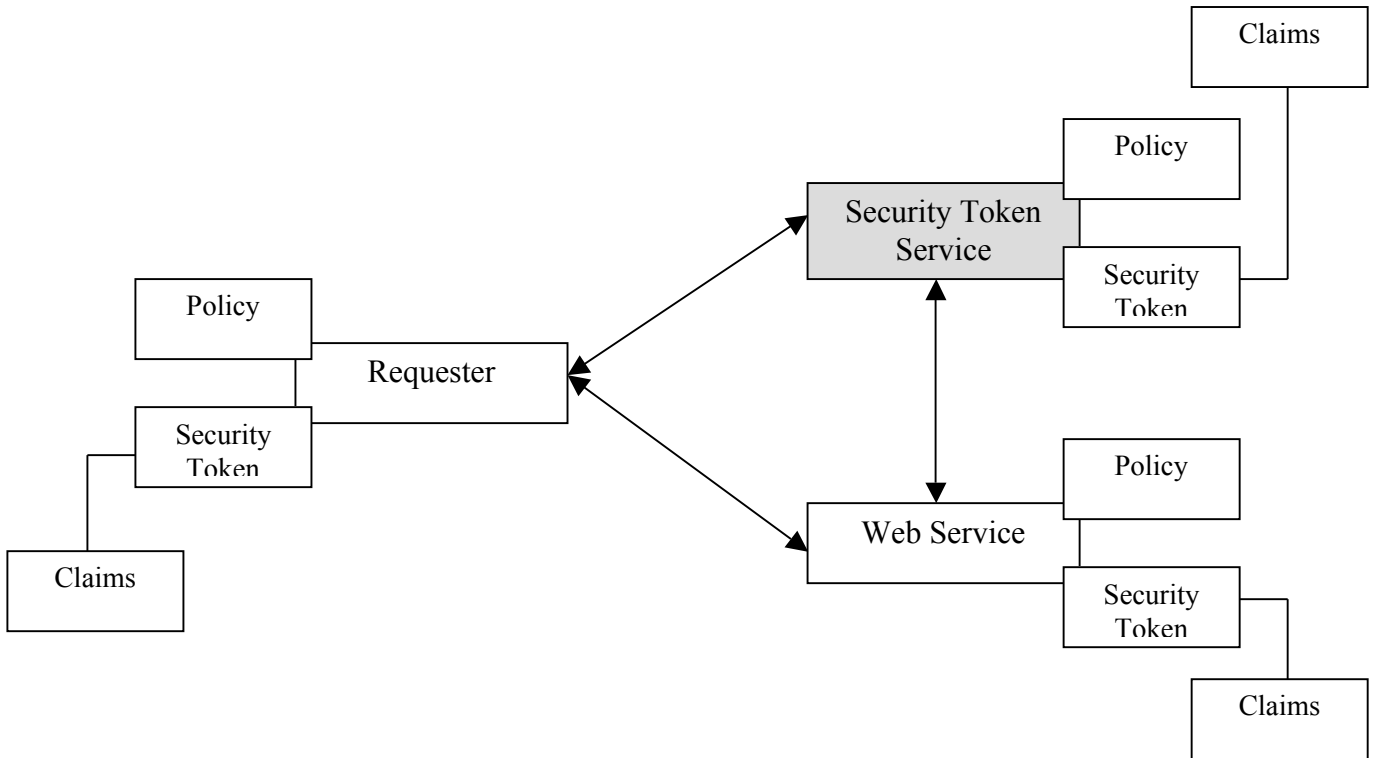 Claims
Policy
Security Token
Service
Security
Token
Policy
Requester
Security
Token
Claims
Policy
Web Service
Security
Token
Claims